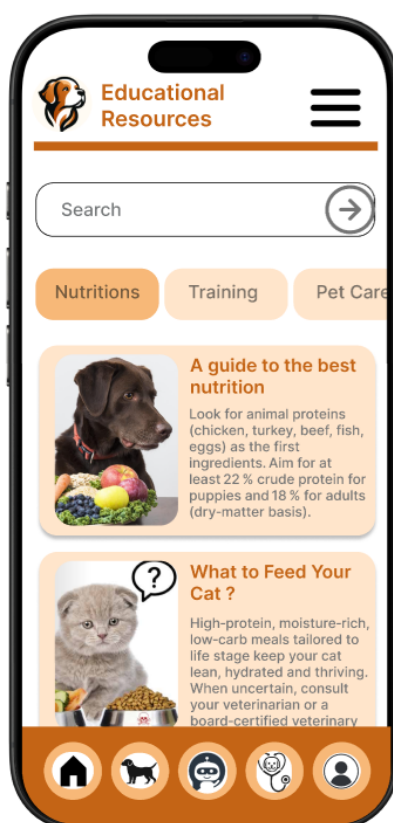 Educational
Resources
Search
Nutritions Training Pet Care
A guide to the best
nutrition
Look for animal proteins
(chicken, turkey, beef, fish,
eggs) as the first
ingredients. Aim for at
least 22 % crude protein for
puppies and 18 % for adults
(dry-matter basis).
?
What to Feed Your
Cat ?
High-protein, moisture-rich,
low-carb meals tailored to
life stage keep your cat
lean, hydrated and thriving.
When uncertain, consult
your veterinarian or a
board-certified veterinary